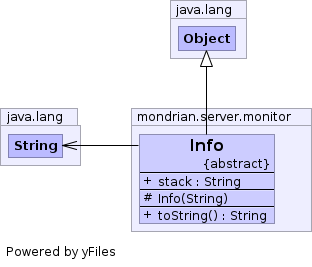 java.lang
Object
java.lang
String
mondrian.server.monitor
Info
{abstract}
+ stack : String
# Info(String)
+ toString() : String
Powered by yFiles